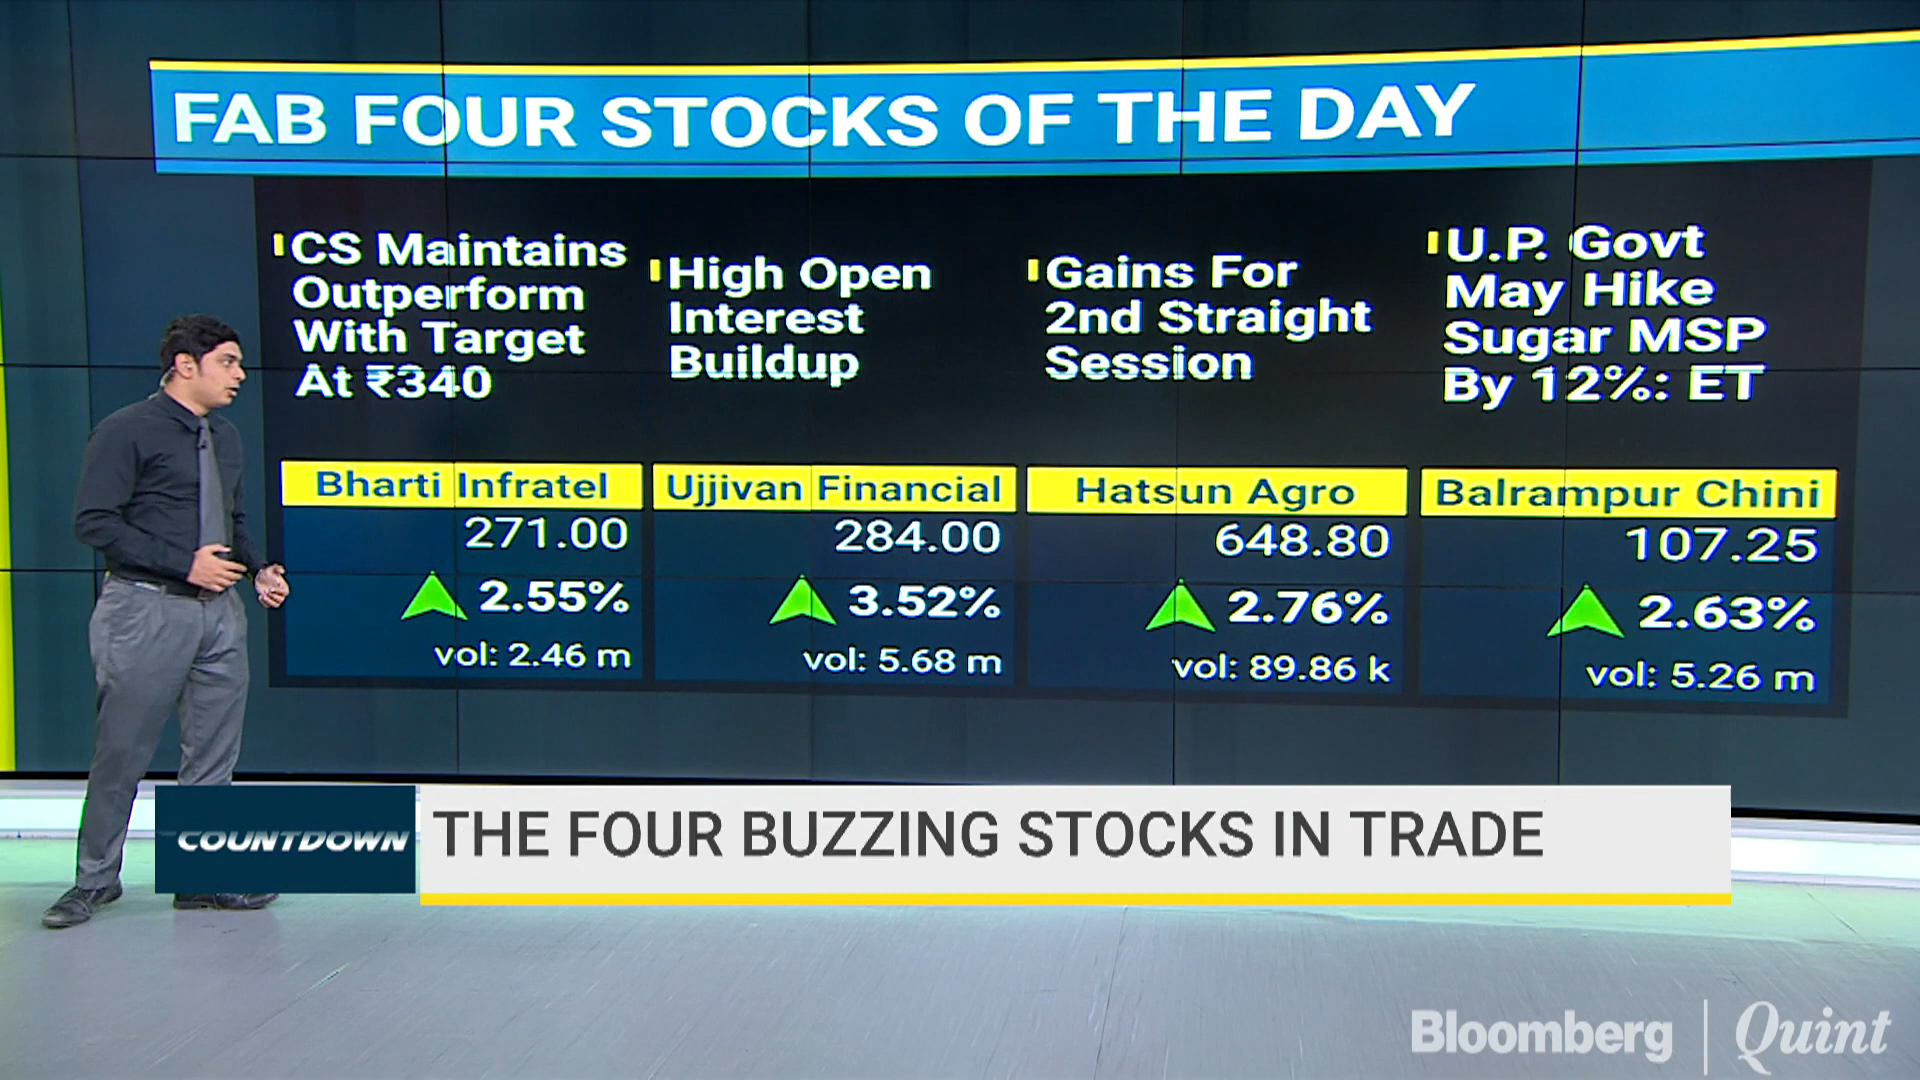 FAB FOUR STOCKS OF THE DAY
CS Maintains
Outperform
With Target
At ₹340
High Open
Interest
Buildup
Gains For
2nd Straight
Session
U.P. Govt
May Hike
Sugar MSP
By 12%: ET
Bharti Infratel
271.00
2.55%
vol: 2.46 m
Ujjivan Financial
284.00
3.52%
vol: 5.68 m
Hatsun Agro
648.80
2.76%
vol: 89.86 k
Balrampur Chini
107.25
2.63%
vol: 5.26 m
COUNTDOWN
THE FOUR BUZZING STOCKS IN TRADE
Bloomberg | Quint